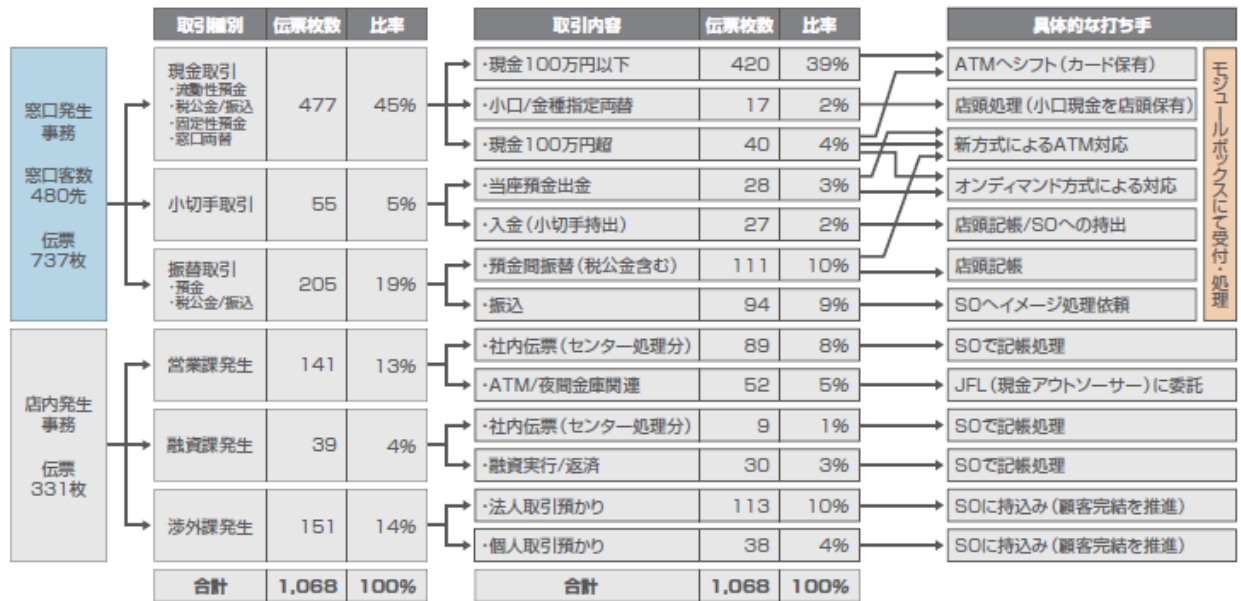 取引種別 伝票枚数 比率
取引内容 伝票枚数 比率
具体的な打ち手
窓口発生
事務
窓口客数
480先
伝票
737枚
現金取引
・流動性預金
・税公金/振込
・固定性預金
・窓口両替
477 45%
小切手取引 55 5%
振替取引
・預金
・税公金/振込
205 19%
・現金100万円以下 420 39%
・小口/金種指定両替 17 2%
・現金100万円超 40 4%
・当座預金出金 28 3%
・入金(小切手持出) 27 2%
・預金間振替(税公金含む) 111 10%
・振込 94 9%
ATMへシフト(カード保有)
店頭処理(小口現金を店頭保有)
新方式によるATM対応
オンディマンド方式による対応
店頭記帳/SOへの持出
店頭記帳
SOへイメージ処理依頼
モジュールボックスにて受付・処理
店内発生
事務
伝票
331枚
営業課発生 141 13%
融資課発生 39 4%
渉外課発生 151 14%
・社内伝票(センター処理分) 89 8%
・ATM/夜間金庫関連 52 5%
・社内伝票(センター処理分) 9 1%
・融資実行/返済 30 3%
・法人取引預かり 113 10%
・個人取引預かり 38 4%
SOで記帳処理
JFL(現金アウトソーサー)に委託
SOで記帳処理
SOで記帳処理
SOに持込み(顧客完結を推進)
SOに持込み(顧客完結を推進)
合計 1,068 100%
合計 1,068 100%